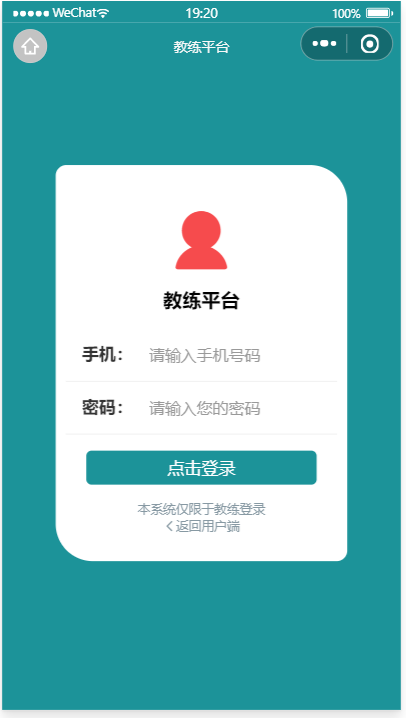 WeChat 19:20 100%
教练平台
教练平台
手机： 请输入手机号码
密码： 请输入您的密码
点击登录
本系统仅限于教练登录
返回用户端